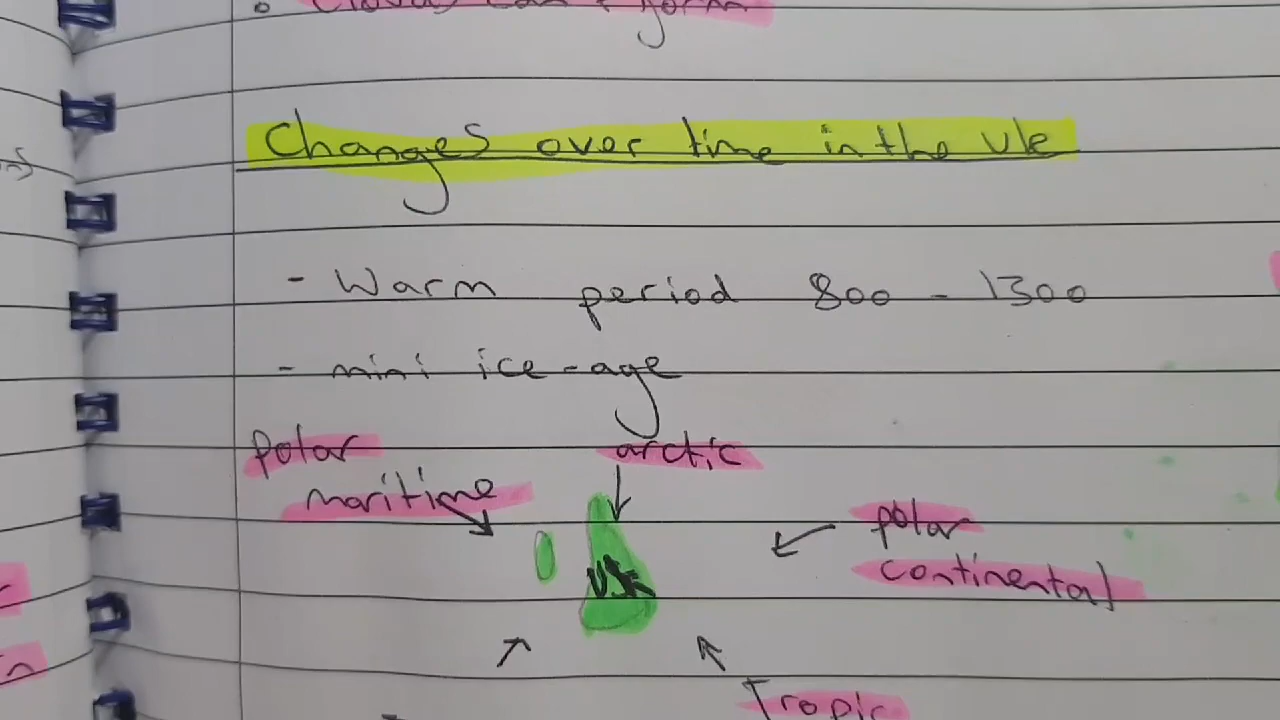 Changes over time in the UK
- Warm period 800 - 1300
- mini ice-age
polar maritime
arctic
polar continental
UK
Tropic